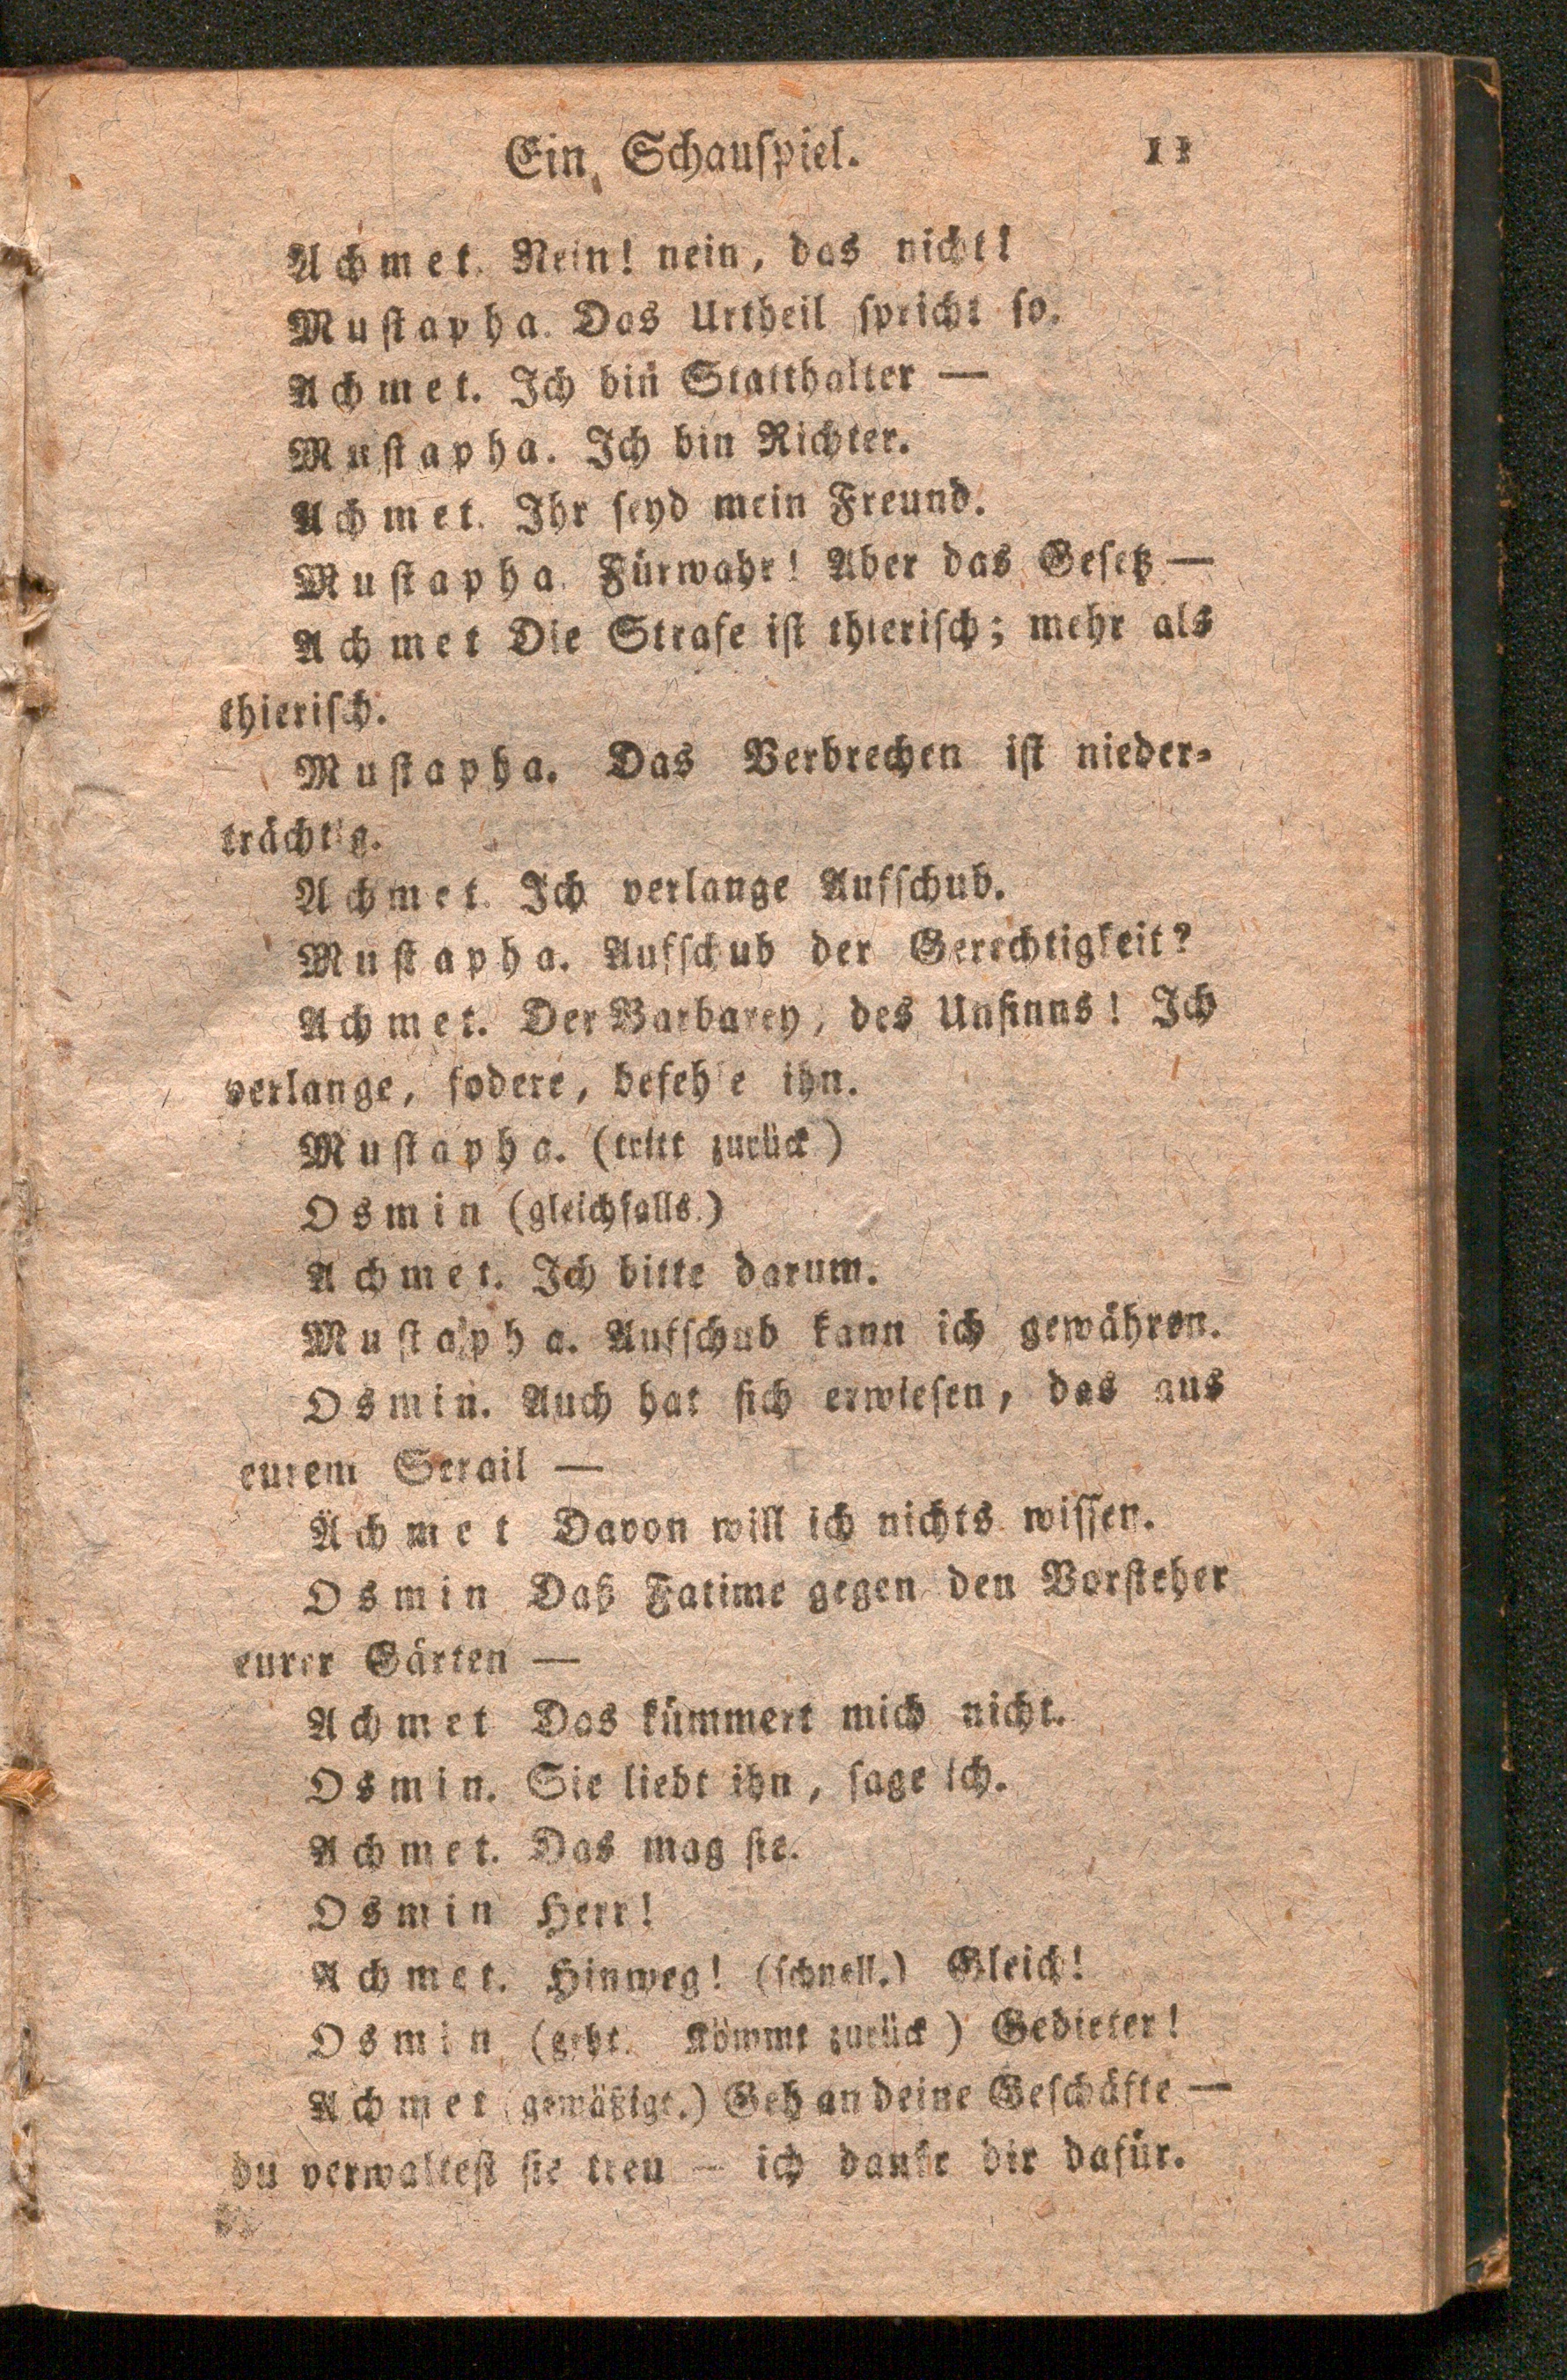 Ein Schauſpiel. 11
Achmet. Nein! nein, das nicht!
Muſtapha. Das Urtheil ſpricht ſo.
Achmet. Ich bin Statthalter —
Muſtapha. Ich bin Richter.
Achmet. Ihr ſeyd mein Freund.
Muſtapha. Fürwahr! Aber das Geſetz —
Achmet Die Strafe iſt thieriſch; mehr als
thieriſch.
Muſtapha. Das Verbrechen iſt nieder-
trächtig.
Achmet. Ich verlange Aufſchub.
Muſtapha. Aufſchub der Gerechtigkeit?
Achmet. Der Barbarey, des Unſinns! Ich
verlange, fodere, befehle ihn.
Muſtapha. (tritt zurück)
Osmin (gleichfalls.)
Achmet. Ich bitte darum.
Muſtapha. Aufſchub kann ich gewähren.
Osmin. Auch hat ſich erwieſen, das aus
eurem Serail —
Achmet Davon will ich nichts wiſſen.
Osmin Daß Fatime gegen den Vorſteher
eurer Gärten —
Achmet Das kümmert mich nicht.
Osmin. Sie liebt ihn, ſage ich.
Achmet. Das mag ſie.
Osmin Herr!
Achmet. Hinweg! (ſchnell.) Gleich!
Osmin (geht. Kömmt zurück) Gebieter!
Achmet (gemäßigt.) Geh an deine Geſchäfte —
du verwalteſt ſie treu — ich danke dir dafür.